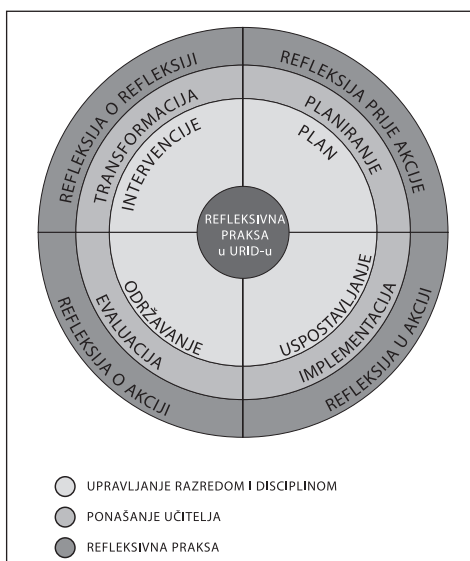 REFLEKSIJA O REFLEKSIJI
REFLEKSIJA PRIJE AKCIJE
TRANSFORMACIJA
PLANIRANJE
INTERVENCIJE
PLAN
REFLEKSIVNA
PRAKSA
u URID-u
ODRŽAVANJE
USPOSTAVLJANJE
EVALUACIJA
IMPLEMENTACIJA
REFLEKSIJA O AKCIJI
REFLEKSIJA U AKCIJI
UPRAVLJANJE RAZREDOM I DISCIPLINOM
PONAŠANJE UČITELJA
REFLEKSIVNA PRAKSA